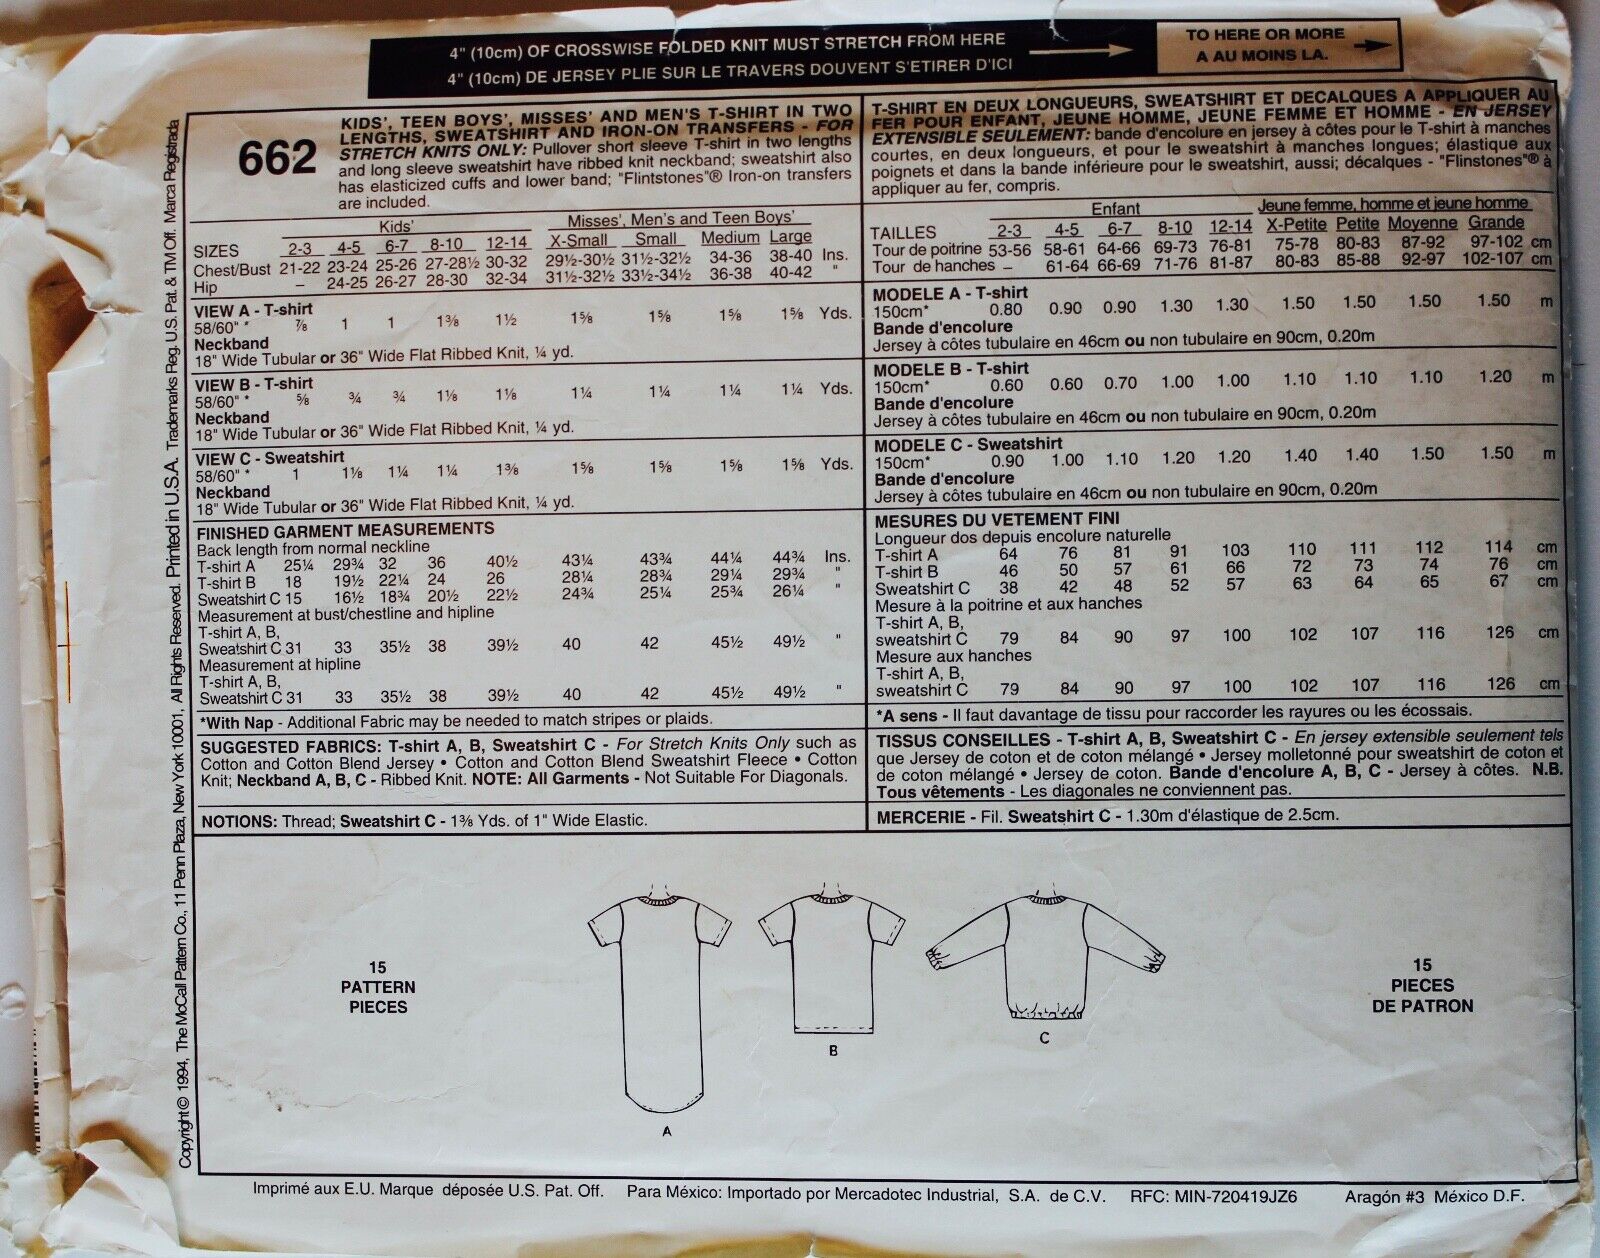 4" (10cm) OF CROSSWISE FOLDED KNIT MUST STRETCH FROM HERE
4" (10cm) DE JERSEY PLIE SUR LE TRAVERS DOUVENT S'ETIRER D'ICI
TO HERE OR MORE
A AU MOINS LA.
662
KIDS', TEEN BOYS', MISSES' AND MEN'S T-SHIRT IN TWO
LENGTHS, SWEATSHIRT AND IRON-ON TRANSFERS - FOR
STRETCH KNITS ONLY: Pullover short sleeve T-shirt in two lengths
and long sleeve sweatshirt have ribbed knit neckband; sweatshirt also
has elasticized cuffs and lower band; "Flintstones"® Iron-on transfers
are included.
Kids' Misses', Men's and Teen Boys'
SIZES 2-3 4-5 6-7 8-10 12-14 X-Small Small Medium Large
Chest/Bust 21-22 23-24 25-26 27-28½ 30-32 29½-30½ 31½-32½ 34-36 38-40 Ins.
Hip - 24-25 26-27 28-30 32-34 31½-32½ 33½-34½ 36-38 40-42 "
VIEW A - T-shirt
58/60" * ⅞ 1 1 1⅜ 1½ 1⅝ 1⅝ 1⅝ 1⅝ Yds.
Neckband
18" Wide Tubular or 36" Wide Flat Ribbed Knit, ¼ yd.
VIEW B - T-shirt
58/60" * ⅝ ¾ ¾ 1⅛ 1⅛ 1¼ 1¼ 1¼ 1¼ Yds.
Neckband
18" Wide Tubular or 36" Wide Flat Ribbed Knit, ¼ yd.
VIEW C - Sweatshirt
58/60" * 1 1⅛ 1¼ 1¼ 1⅜ 1⅝ 1⅝ 1⅝ 1⅝ Yds.
Neckband
18" Wide Tubular or 36" Wide Flat Ribbed Knit, ¼ yd.
FINISHED GARMENT MEASUREMENTS
Back length from normal neckline
T-shirt A 25¼ 29¾ 32 36 40½ 43¼ 43¾ 44¼ 44¾ Ins.
T-shirt B 18 19½ 22¼ 24 26 28¼ 28¾ 29¼ 29¾ "
Sweatshirt C 15 16½ 18¾ 20½ 22½ 24¾ 25¼ 25¾ 26¼ "
Measurement at bust/chestline and hipline
T-shirt A, B,
Sweatshirt C 31 33 35½ 38 39½ 40 42 45½ 49½ "
Measurement at hipline
T-shirt A, B,
Sweatshirt C 31 33 35½ 38 39½ 40 42 45½ 49½ "
*With Nap - Additional Fabric may be needed to match stripes or plaids.
SUGGESTED FABRICS: T-shirt A, B, Sweatshirt C - For Stretch Knits Only such as
Cotton and Cotton Blend Jersey • Cotton and Cotton Blend Sweatshirt Fleece • Cotton
Knit; Neckband A, B, C - Ribbed Knit. NOTE: All Garments - Not Suitable For Diagonals.
NOTIONS: Thread; Sweatshirt C - 1⅜ Yds. of 1" Wide Elastic.
T-SHIRT EN DEUX LONGUEURS, SWEATSHIRT ET DECALQUES A APPLIQUER AU
FER POUR ENFANT, JEUNE HOMME, JEUNE FEMME ET HOMME - EN JERSEY
EXTENSIBLE SEULEMENT: bande d'encolure en jersey à côtes pour le T-shirt à manches
courtes, en deux longueurs, et pour le sweatshirt à manches longues; élastique aux
poignets et dans la bande inférieure pour le sweatshirt, aussi; décalques - "Flinstones"® à
appliquer au fer, compris.
Enfant Jeune femme, homme et jeune homme
TAILLES 2-3 4-5 6-7 8-10 12-14 X-Petite Petite Moyenne Grande
Tour de poitrine 53-56 58-61 64-66 69-73 76-81 75-78 80-83 87-92 97-102 cm
Tour de hanches - 61-64 66-69 71-76 81-87 80-83 85-88 92-97 102-107 cm
MODELE A - T-shirt
150cm* 0.80 0.90 0.90 1.30 1.30 1.50 1.50 1.50 1.50 m
Bande d'encolure
Jersey à côtes tubulaire en 46cm ou non tubulaire en 90cm, 0.20m
MODELE B - T-shirt
150cm* 0.60 0.60 0.70 1.00 1.00 1.10 1.10 1.10 1.20 m
Bande d'encolure
Jersey à côtes tubulaire en 46cm ou non tubulaire en 90cm, 0.20m
MODELE C - Sweatshirt
150cm* 0.90 1.00 1.10 1.20 1.20 1.40 1.40 1.50 1.50 m
Bande d'encolure
Jersey à côtes tubulaire en 46cm ou non tubulaire en 90cm, 0.20m
MESURES DU VETEMENT FINI
Longueur dos depuis encolure naturelle
T-shirt A 64 76 81 91 103 110 111 112 114 cm
T-shirt B 46 50 57 61 66 72 73 74 76 cm
Sweatshirt C 38 42 48 52 57 63 64 65 67 cm
Mesure à la poitrine et aux hanches
T-shirt A, B,
sweatshirt C 79 84 90 97 100 102 107 116 126 cm
Mesure aux hanches
T-shirt A, B,
sweatshirt C 79 84 90 97 100 102 107 116 126 cm
*A sens - Il faut davantage de tissu pour raccorder les rayures ou les écossais.
TISSUS CONSEILLES - T-shirt A, B, Sweatshirt C - En jersey extensible seulement tels
que Jersey de coton et de coton mélangé • Jersey molletonné pour sweatshirt de coton et
de coton mélangé • Jersey de coton. Bande d'encolure A, B, C - Jersey à côtes. N.B.
Tous vêtements - Les diagonales ne conviennent pas.
MERCERIE - Fil. Sweatshirt C - 1.30m d'élastique de 2.5cm.
15
PATTERN
PIECES
A
B
C
15
PIECES
DE PATRON
Imprimé aux E.U. Marque déposée U.S. Pat. Off. Para México: Importado por Mercadotec Industrial, S.A. de C.V. RFC: MIN-720419JZ6 Aragón #3 México D.F.
Copyright© 1994, The McCall Pattern Co., 11 Penn Plaza, New York 10001, All Rights Reserved. Printed in U.S.A. Trademarks Reg. U.S. Pat. & TM Off. Marca Registrada